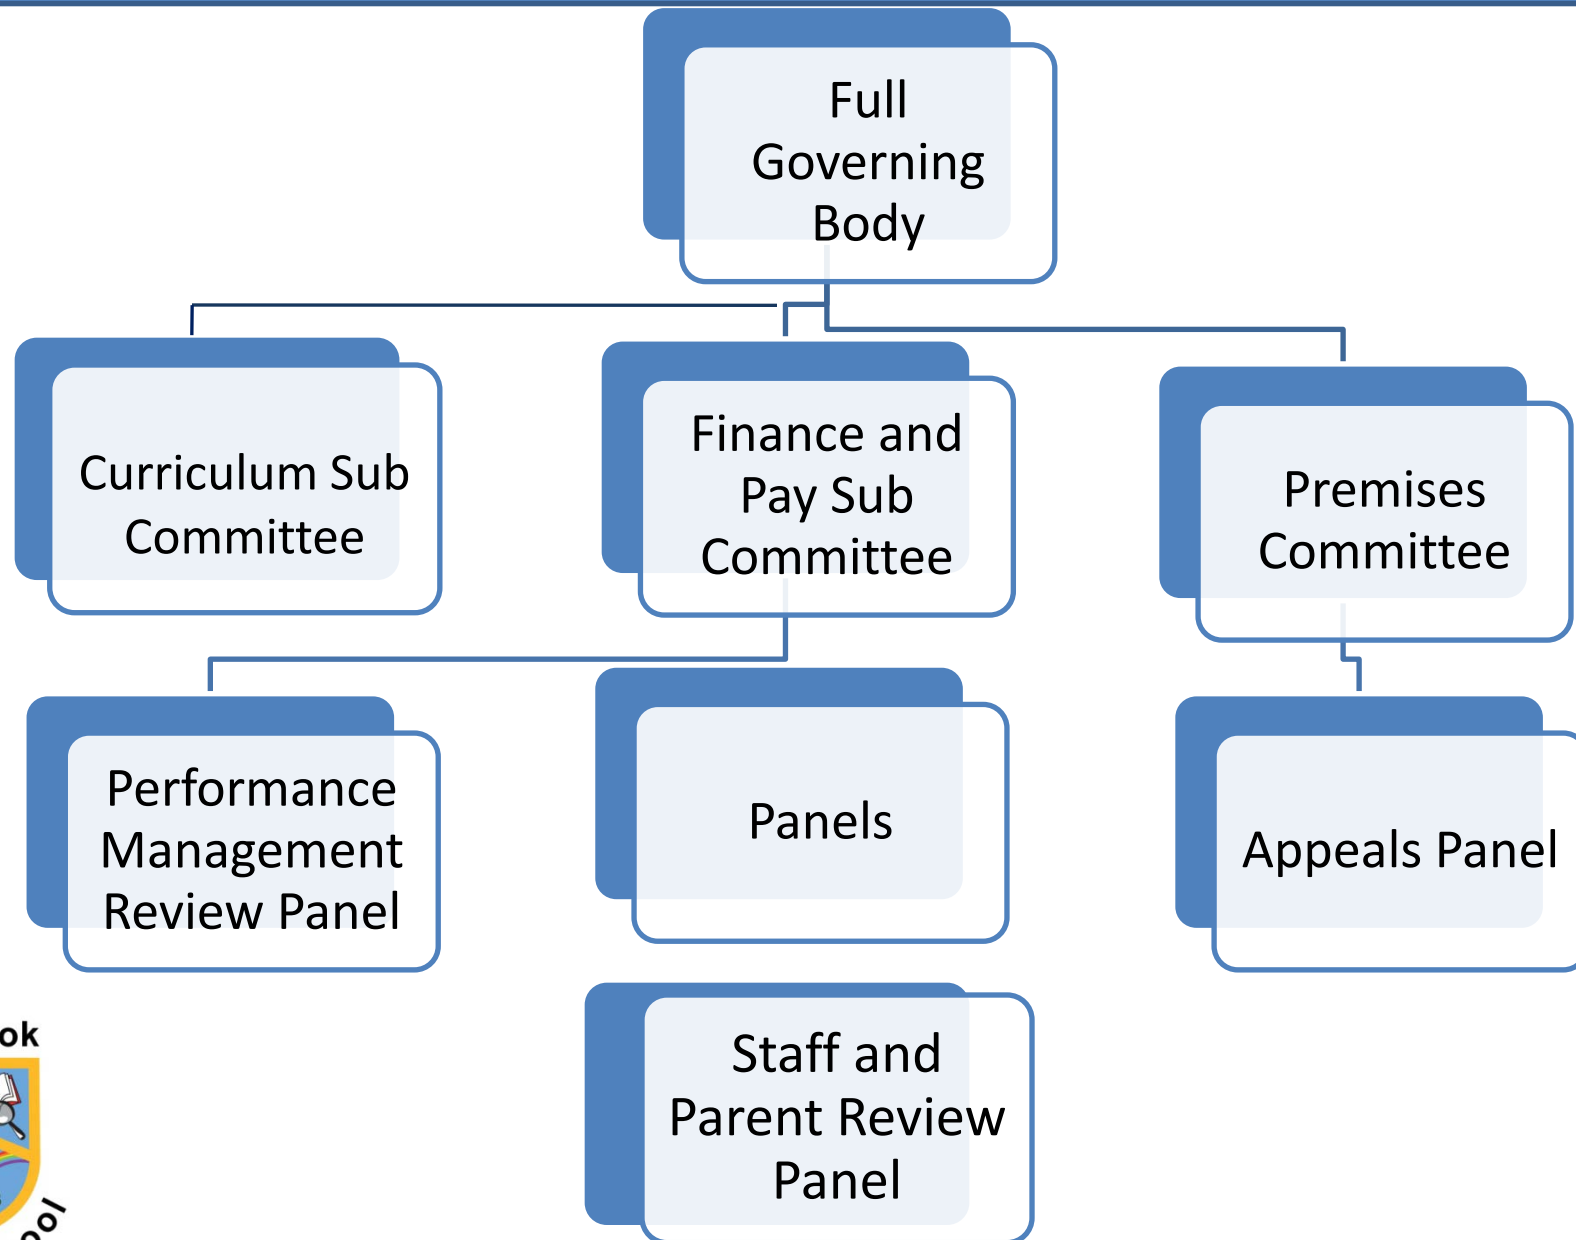 Full
Governing
Body
Curriculum Sub
Committee
Finance and
Pay Sub
Committee
Premises
Committee
Performance
Management
Review Panel
Panels
Appeals Panel
Staff and
Parent Review
Panel
ok
ool